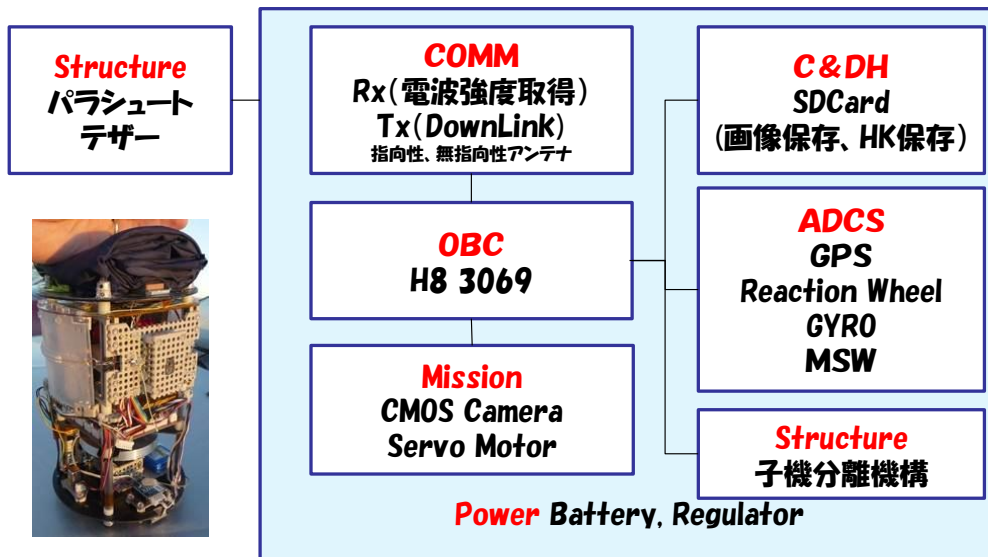 Structure
パラシュート
テザー
COMM
Rx(電波強度取得)
Tx(DownLink)
指向性、無指向性アンテナ
OBC
H8 3069
Mission
CMOS Camera
Servo Motor
C&DH
SDCard
(画像保存、HK保存)
ADCS
GPS
Reaction Wheel
GYRO
MSW
Structure
子機分離機構
Power Battery, Regulator